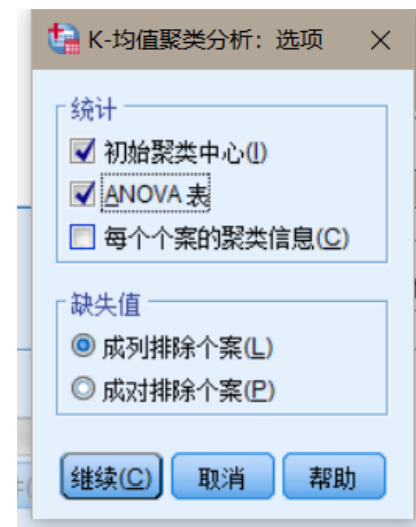 K-均值聚类分析：选项
统计
初始聚类中心(I)
ANOVA 表
每个个案的聚类信息(C)
缺失值
成列排除个案(L)
成对排除个案(P)
继续(C) 取消 帮助